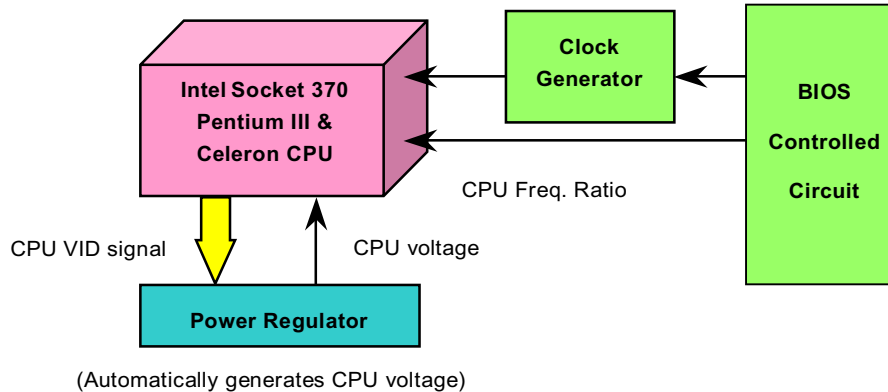 Intel Socket 370
Pentium III &
Celeron CPU
Clock
Generator
BIOS
Controlled
Circuit
CPU Freq. Ratio
CPU VID signal
CPU voltage
Power Regulator
(Automatically generates CPU voltage)